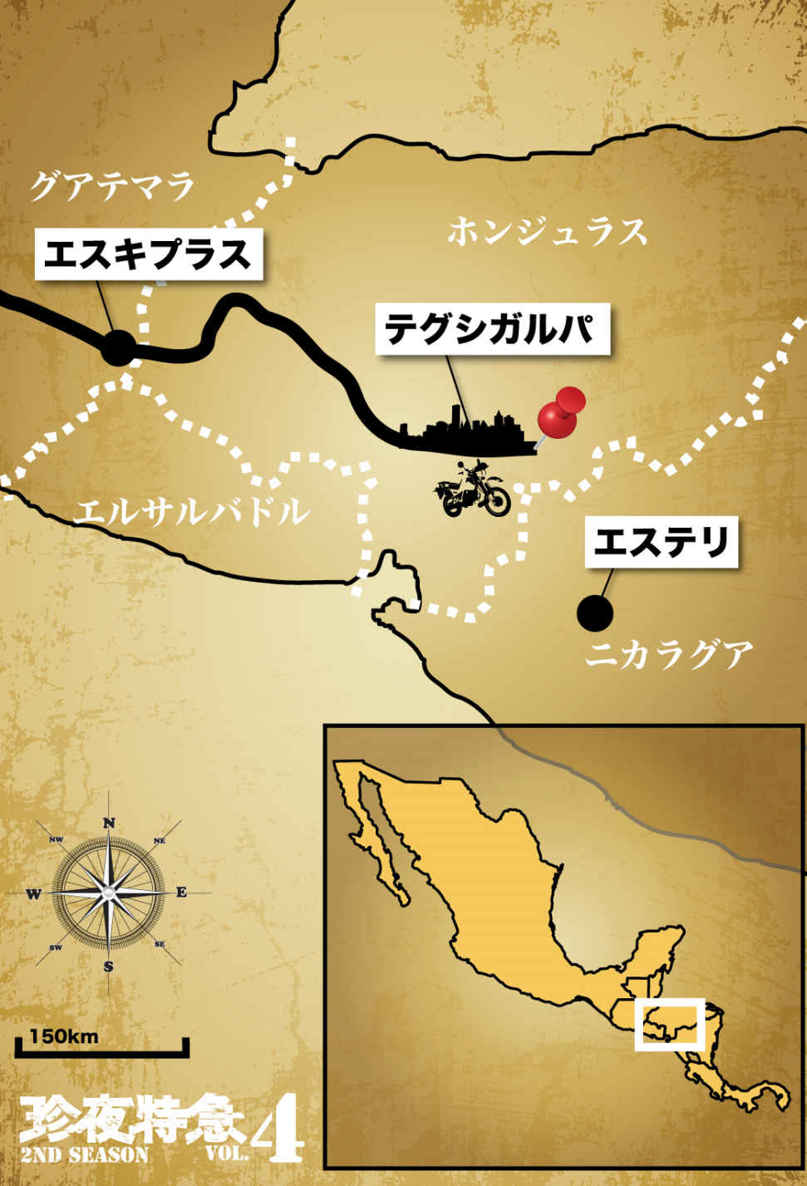 グアテマラ
ホンジュラス
エスキプラス
テグシガルパ
エルサルバドル
エステリ
ニカラグア
N
NW
NE
W
E
SW
SE
S
150km
珍夜特急
2ND SEASON
VOL.4